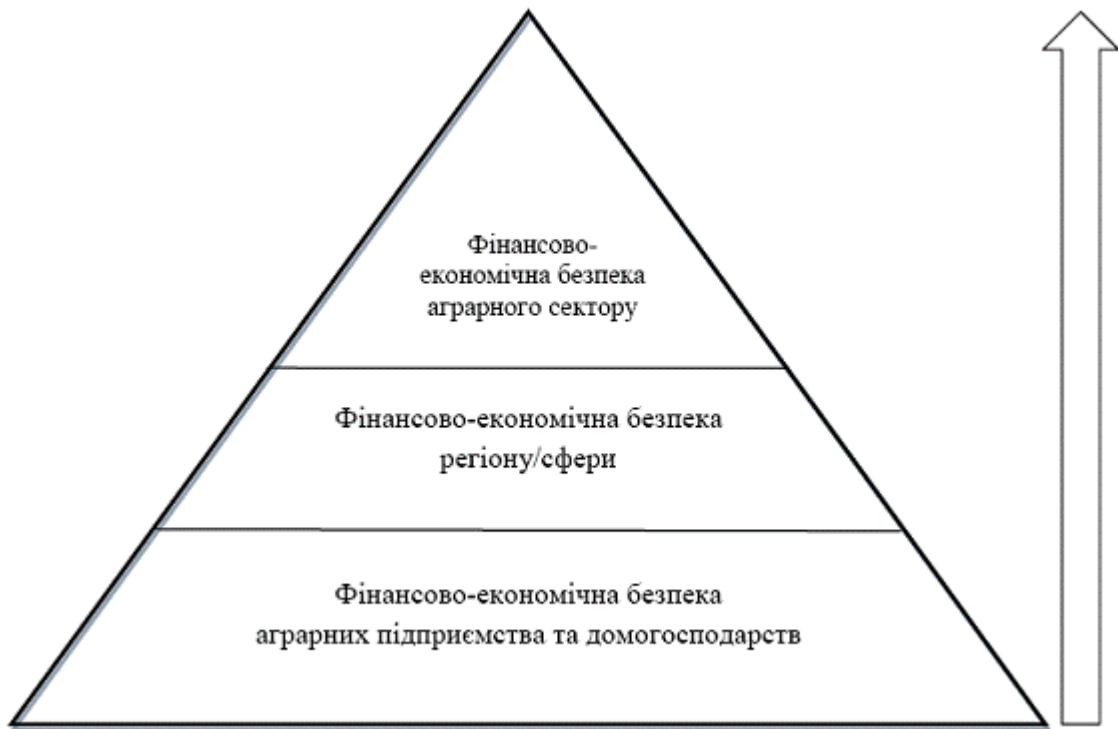 Фінансово-
економічна безпека
аграрного сектору
Фінансово-економічна безпека
регіону/сфери
Фінансово-економічна безпека
аграрних підприємства та домогосподарств